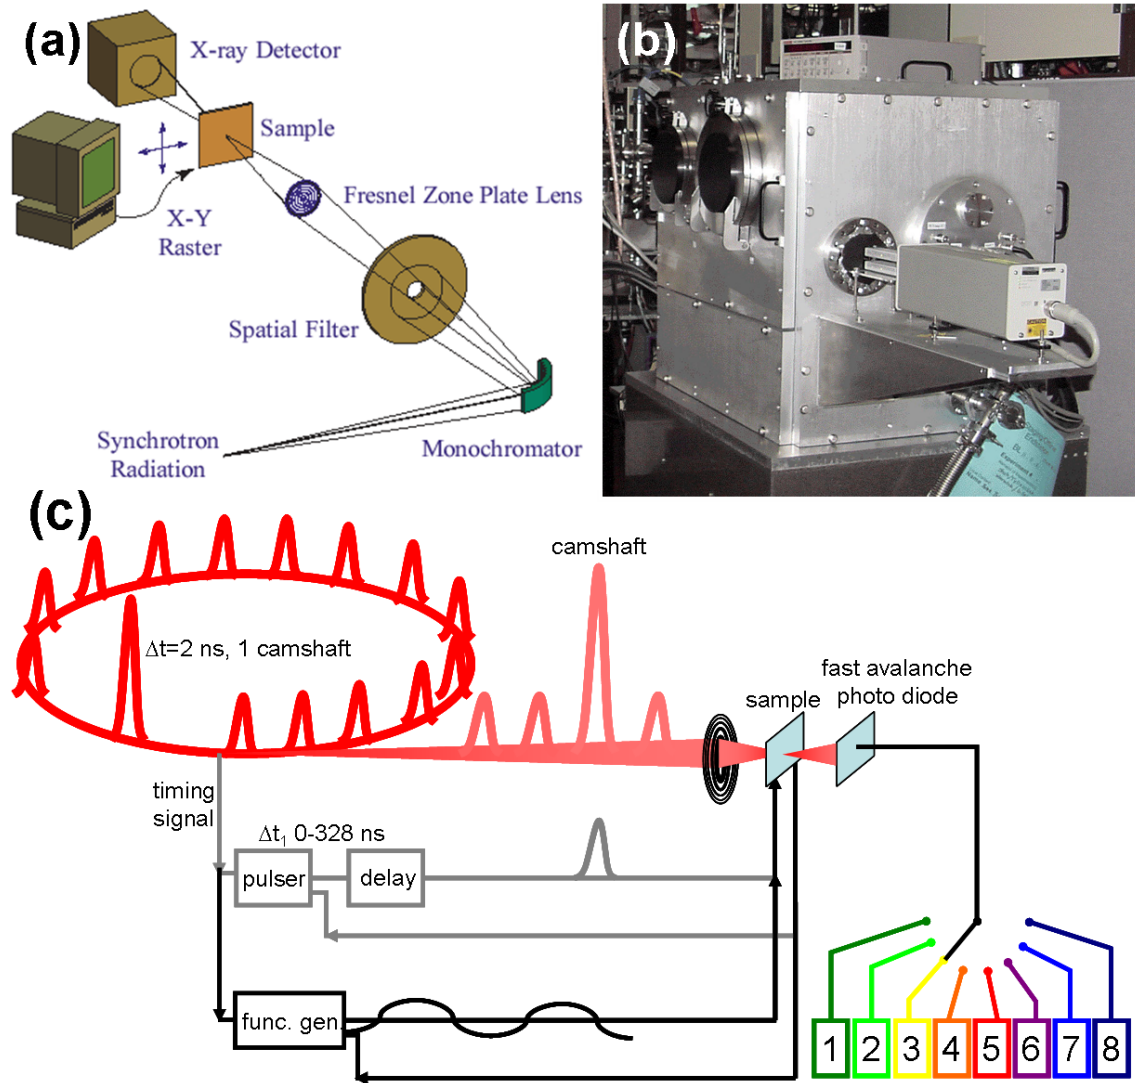 (a)
X-ray Detector
Sample
Fresnel Zone Plate Lens
X-Y
Raster
Spatial Filter
Monochromator
Synchrotron
Radiation
(b)
(c)
camshaft
Δt=2 ns, 1 camshaft
fast avalanche
photo diode
sample
timing
signal
Δt₁ 0-328 ns
pulser
delay
func. gen.
1 2 3 4 5 6 7 8